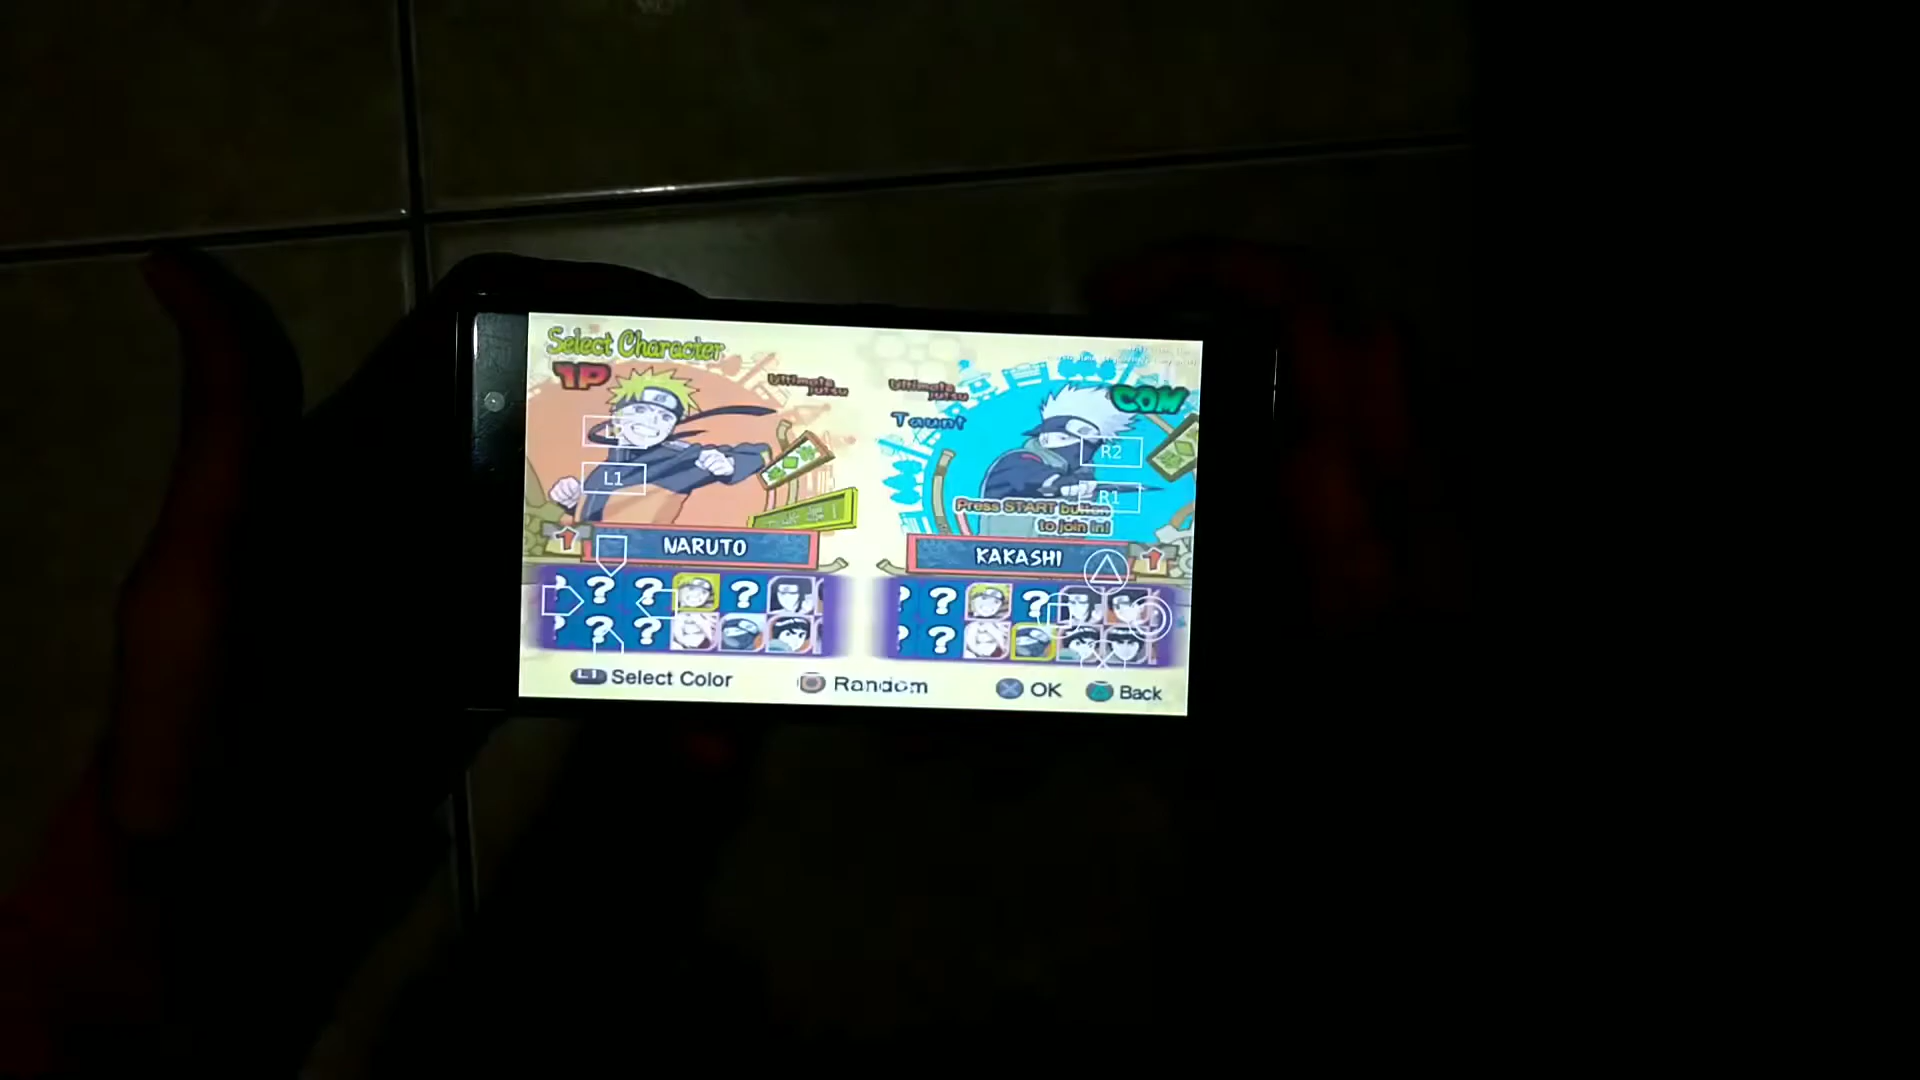 Select Character
1P
Ultimate
Jutsu
Ultimate
Jutsu
COM
Taunt
R2
L1
R1
Press START button
to join in!
NARUTO
KAKASHI
? ? ? ?
? ? ?
? ? ?
? ?
L1 Select Color
Random
OK
Back